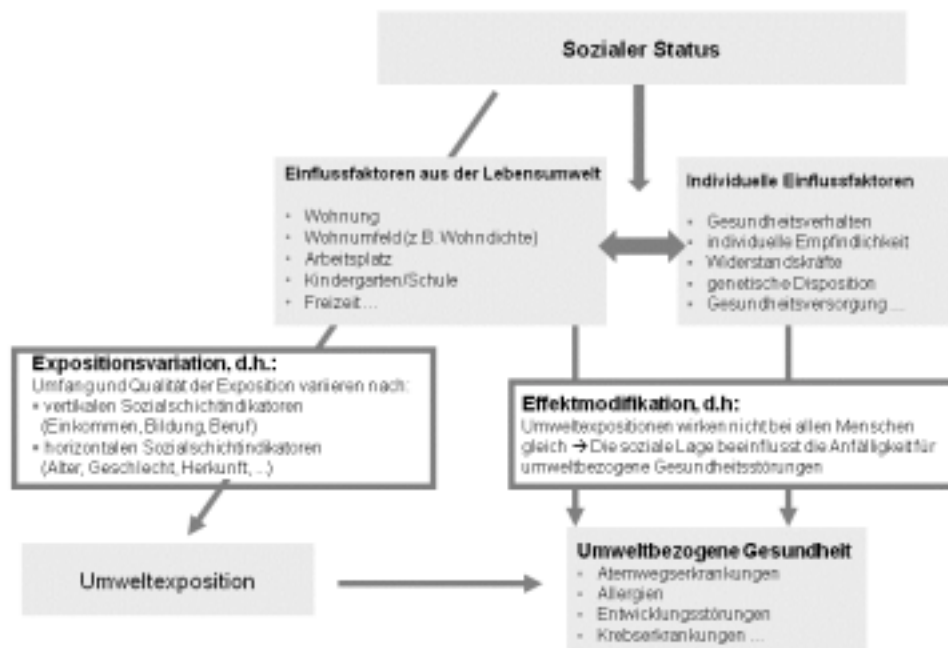 Sozialer Status
Einflussfaktoren aus der Lebensumwelt
• Wohnung
• Wohnumfeld (z.B. Wohndichte)
• Arbeitsplatz
• Kindergarten/Schule
• Freizeit ...
Individuelle Einflussfaktoren
• Gesundheitsverhalten
• individuelle Empfindlichkeit
• Widerstandskräfte
• genetische Disposition
• Gesundheitsversorgung ...
Expositionsvariation, d.h.:
Umfang und Qualität der Exposition variieren nach:
• vertikalen Sozialschichtindikatoren
(Einkommen, Bildung, Beruf)
• horizontalen Sozialschichtindikatoren
(Alter, Geschlecht, Herkunft, ...)
Effektmodifikation, d.h:
Umweltexpositionen wirken nicht bei allen Menschen
gleich → Die soziale Lage beeinflusst die Anfälligkeit für
umweltbezogene Gesundheitsstörungen
Umweltexposition
Umweltbezogene Gesundheit
• Atemwegserkrankungen
• Allergien
• Entwicklungsstörungen
• Krebserkrankungen ...